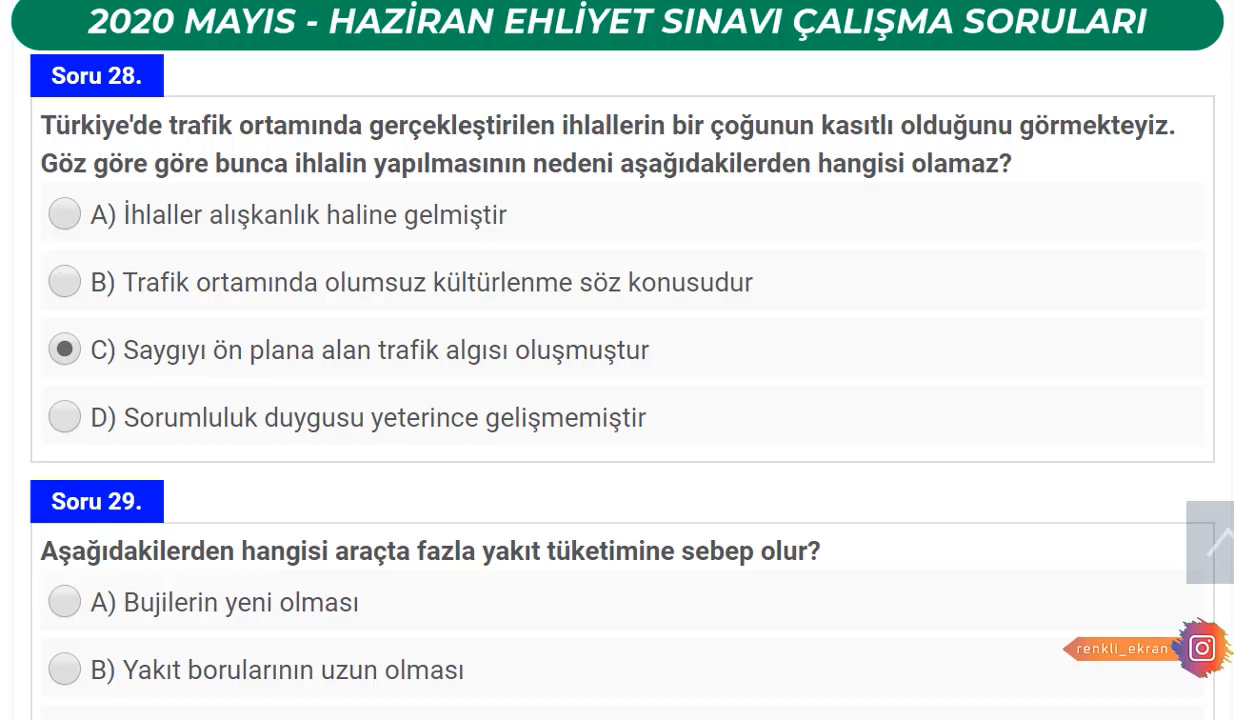 2020 MAYIS - HAZİRAN EHLİYET SINAVI ÇALIŞMA SORULARI
Soru 28.
Türkiye'de trafik ortamında gerçekleştirilen ihlallerin bir çoğunun kasıtlı olduğunu görmekteyiz.
Göz göre göre bunca ihlalin yapılmasının nedeni aşağıdakilerden hangisi olamaz?
A) İhlaller alışkanlık haline gelmiştir
B) Trafik ortamında olumsuz kültürlenme söz konusudur
C) Saygıyı ön plana alan trafik algısı oluşmuştur
D) Sorumluluk duygusu yeterince gelişmemiştir
Soru 29.
Aşağıdakilerden hangisi araçta fazla yakıt tüketimine sebep olur?
A) Bujilerin yeni olması
renkli_ekran
B) Yakıt borularının uzun olması